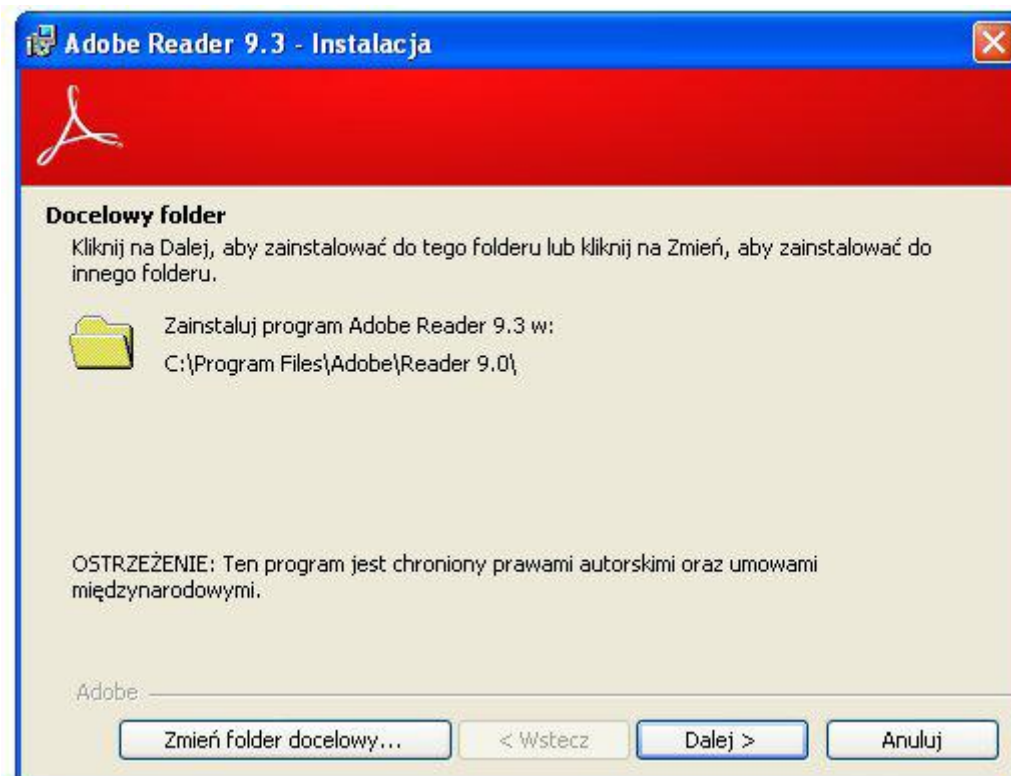 Adobe Reader 9.3 - Instalacja
Docelowy folder
Kliknij na Dalej, aby zainstalować do tego folderu lub kliknij na Zmień, aby zainstalować do
innego folderu.
Zainstaluj program Adobe Reader 9.3 w:
C:\Program Files\Adobe\Reader 9.0\
OSTRZEŻENIE: Ten program jest chroniony prawami autorskimi oraz umowami
międzynarodowymi.
Adobe
Zmień folder docelowy... < Wstecz Dalej > Anuluj